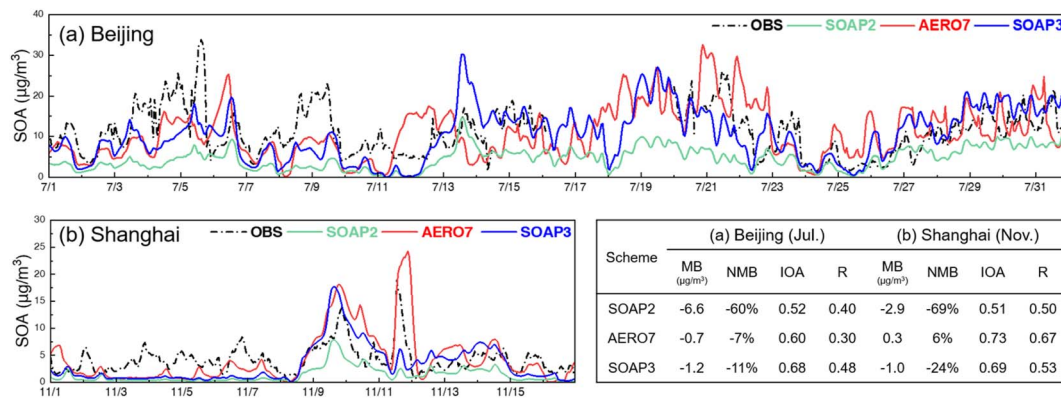 (a) Beijing
OBS SOAP2 AERO7 SOAP3
SOA (μg/m³)
40
30
20
10
0
7/1 7/3 7/5 7/7 7/9 7/11 7/13 7/15 7/17 7/19 7/21 7/23 7/25 7/27 7/29 7/31
(b) Shanghai
OBS SOAP2 AERO7 SOAP3
SOA (μg/m³)
30
25
20
15
10
5
0
11/1 11/3 11/5 11/7 11/9 11/11 11/13 11/15
Scheme (a) Beijing (Jul.) (b) Shanghai (Nov.)
MB (μg/m³) NMB IOA R MB (μg/m³) NMB IOA R
SOAP2 -6.6 -60% 0.52 0.40 -2.9 -69% 0.51 0.50
AERO7 -0.7 -7% 0.60 0.30 0.3 6% 0.73 0.67
SOAP3 -1.2 -11% 0.68 0.48 -1.0 -24% 0.69 0.53